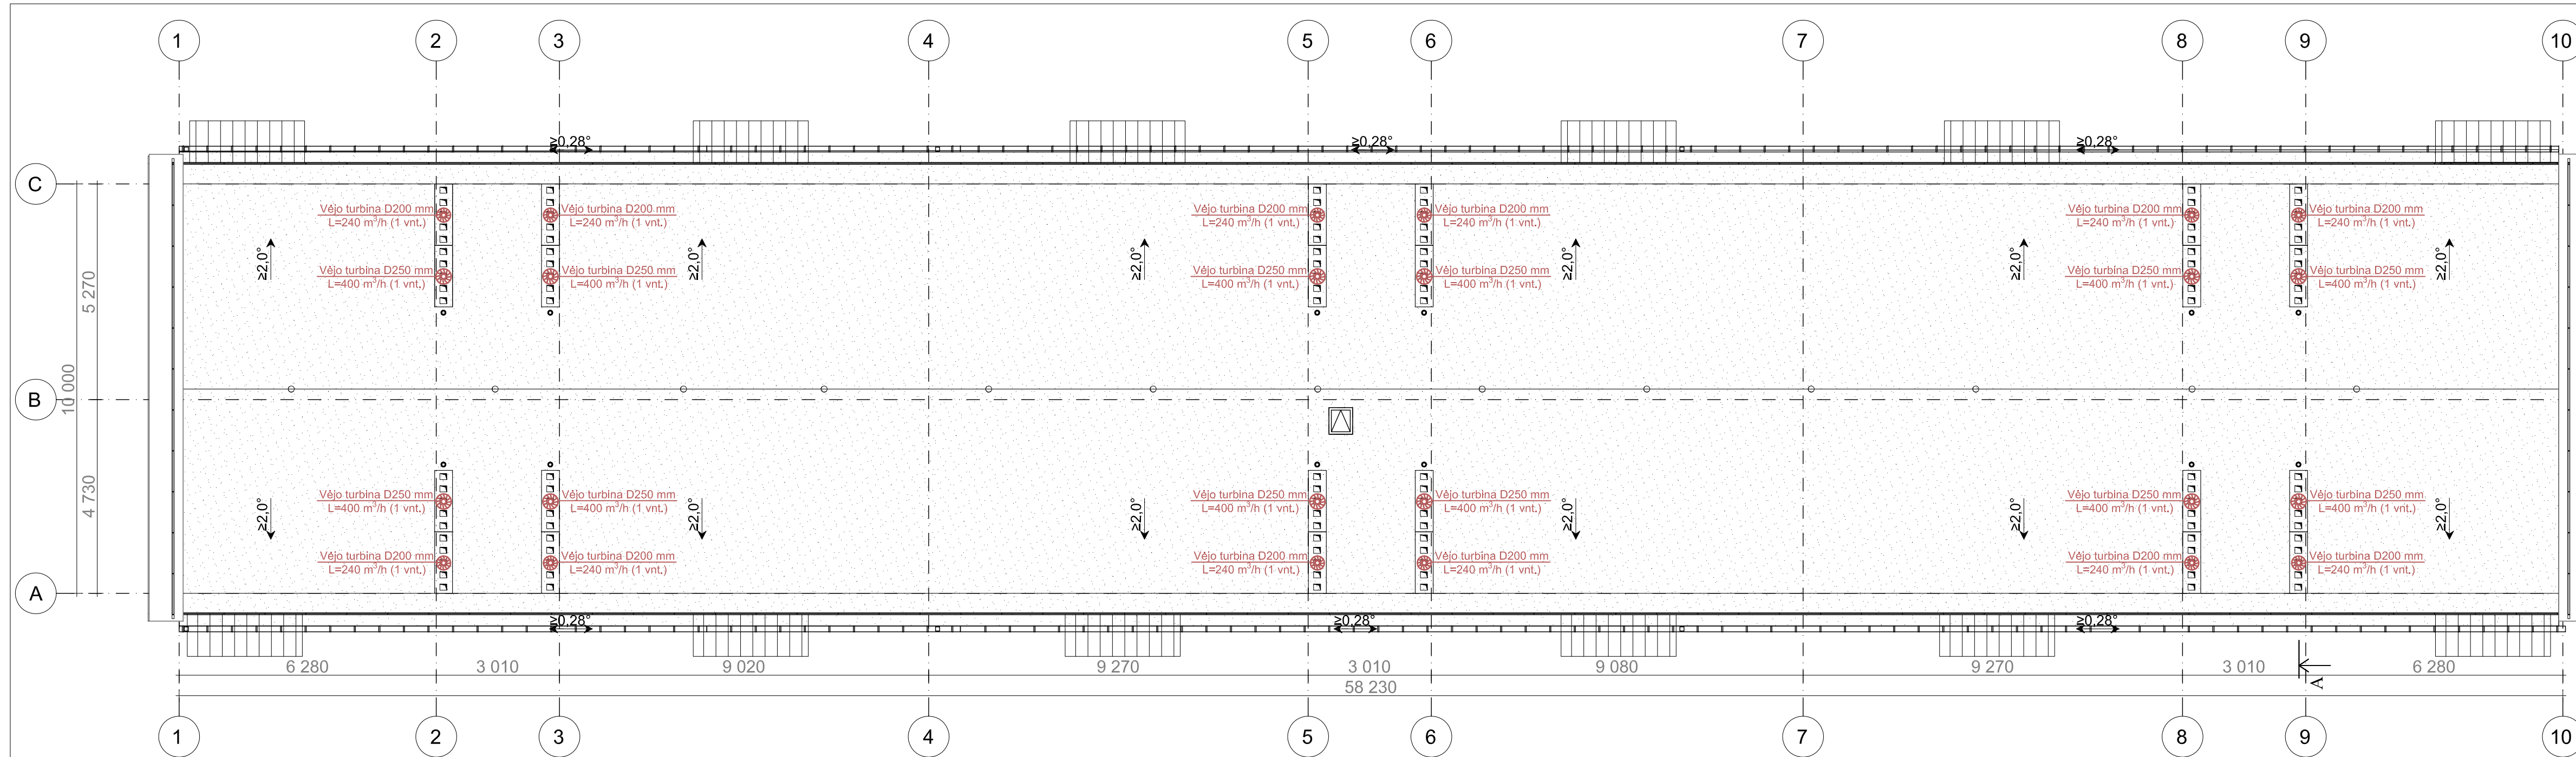 1 2 3 4 5 6 7 8 9 10
≥0,28° ≥0,28° ≥0,28°
C
Vėjo turbina D200 mm Vėjo turbina D200 mm Vėjo turbina D200 mm Vėjo turbina D200 mm Vėjo turbina D200 mm Vėjo turbina D200 mm
L=240 m³/h (1 vnt.) L=240 m³/h (1 vnt.) L=240 m³/h (1 vnt.) L=240 m³/h (1 vnt.) L=240 m³/h (1 vnt.) L=240 m³/h (1 vnt.)
≥2,0° ≥2,0° ≥2,0° ≥2,0° ≥2,0° ≥2,0°
Vėjo turbina D250 mm Vėjo turbina D250 mm Vėjo turbina D250 mm Vėjo turbina D250 mm Vėjo turbina D250 mm Vėjo turbina D250 mm
L=400 m³/h (1 vnt.) L=400 m³/h (1 vnt.) L=400 m³/h (1 vnt.) L=400 m³/h (1 vnt.) L=400 m³/h (1 vnt.) L=400 m³/h (1 vnt.)
5 270
10 000
B
4 730
Vėjo turbina D250 mm Vėjo turbina D250 mm Vėjo turbina D250 mm Vėjo turbina D250 mm Vėjo turbina D250 mm Vėjo turbina D250 mm
L=400 m³/h (1 vnt.) L=400 m³/h (1 vnt.) L=400 m³/h (1 vnt.) L=400 m³/h (1 vnt.) L=400 m³/h (1 vnt.) L=400 m³/h (1 vnt.)
≥2,0° ≥2,0° ≥2,0° ≥2,0° ≥2,0° ≥2,0°
Vėjo turbina D200 mm Vėjo turbina D200 mm Vėjo turbina D200 mm Vėjo turbina D200 mm Vėjo turbina D200 mm Vėjo turbina D200 mm
L=240 m³/h (1 vnt.) L=240 m³/h (1 vnt.) L=240 m³/h (1 vnt.) L=240 m³/h (1 vnt.) L=240 m³/h (1 vnt.) L=240 m³/h (1 vnt.)
A
≥0,28° ≥0,28° ≥0,28°
6 280 3 010 9 020 9 270 3 010 9 080 9 270 3 010 6 280
A
58 230
1 2 3 4 5 6 7 8 9 10